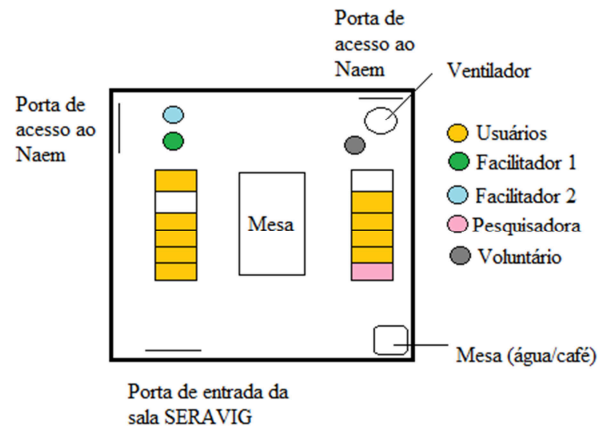 Porta de
acesso ao
Naem
Ventilador
Porta de
acesso ao
Naem
Usuários
Facilitador 1
Facilitador 2
Pesquisadora
Voluntário
Mesa
Mesa (água/café)
Porta de entrada da
sala SERAVIG